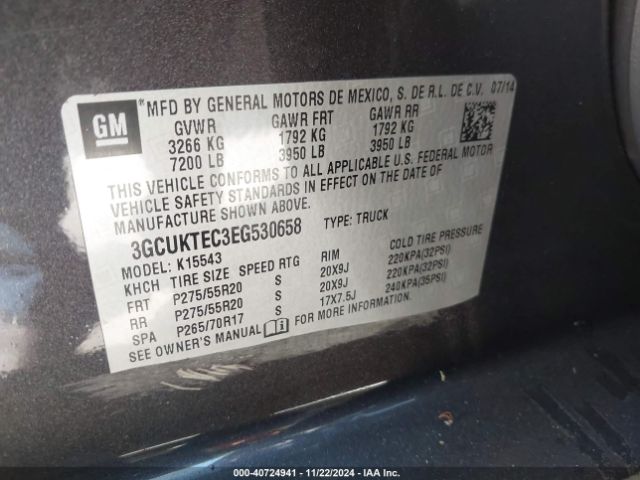 GM
*MFD BY GENERAL MOTORS DE MEXICO, S. DE R.L. DE C.V. 07/14
GVWR GAWR FRT GAWR RR
3266 KG 1792 KG 1792 KG
7200 LB 3950 LB 3950 LB
THIS VEHICLE CONFORMS TO ALL APPLICABLE U.S. FEDERAL MOTOR
VEHICLE SAFETY STANDARDS IN EFFECT ON THE DATE OF
MANUFACTURE SHOWN ABOVE.
3GCUKTEC3EG530658 TYPE: TRUCK
MODEL: K15543
KHCH TIRE SIZE SPEED RTG RIM COLD TIRE PRESSURE
FRT P275/55R20 S 20X9J 220KPA(32PSI)
RR P275/55R20 S 20X9J 220KPA(32PSI)
SPA P265/70R17 S 17X7.5J 240KPA(35PSI)
SEE OWNER'S MANUAL FOR MORE INFORMATION.
000-40724941 - 11/22/2024 - IAA Inc.